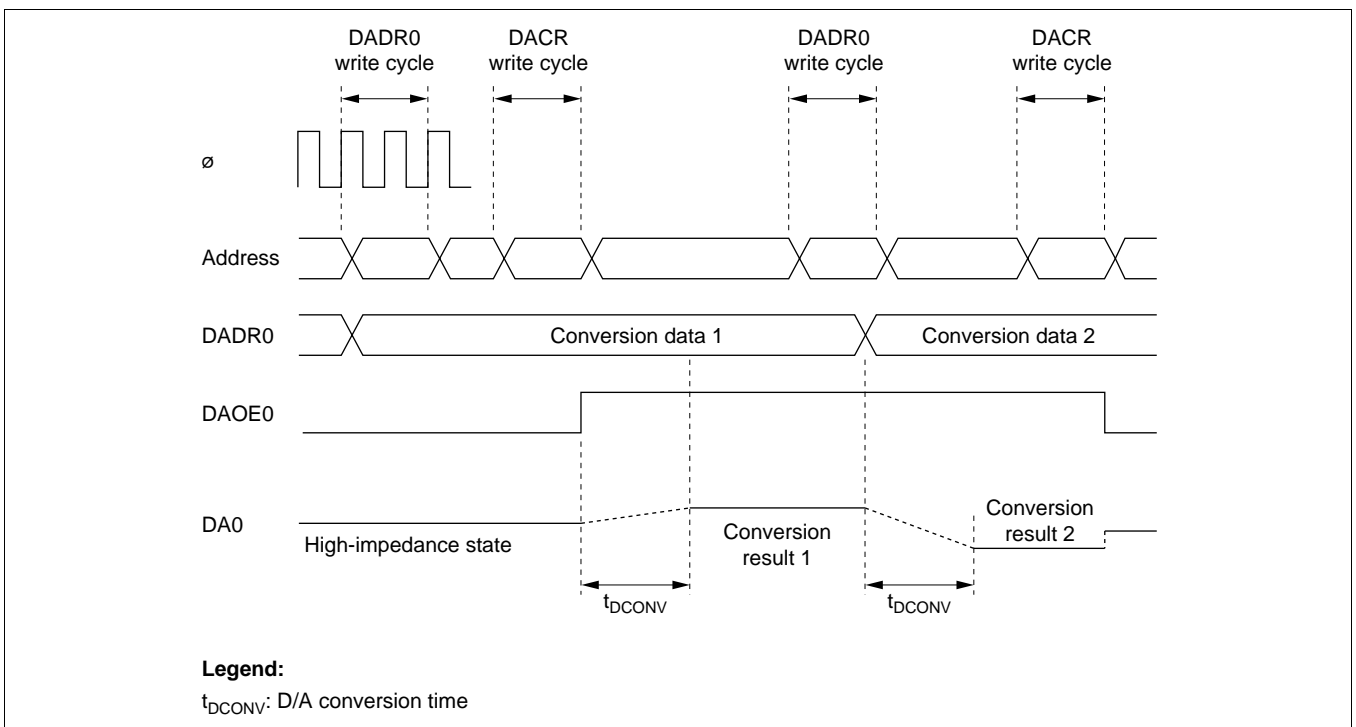 DADR0
write cycle
DACR
write cycle
DADR0
write cycle
DACR
write cycle
ø
Address
DADR0
Conversion data 1
Conversion data 2
DAOE0
DA0
High-impedance state
Conversion
result 1
Conversion
result 2
tDCONV
tDCONV
Legend:
tDCONV: D/A conversion time